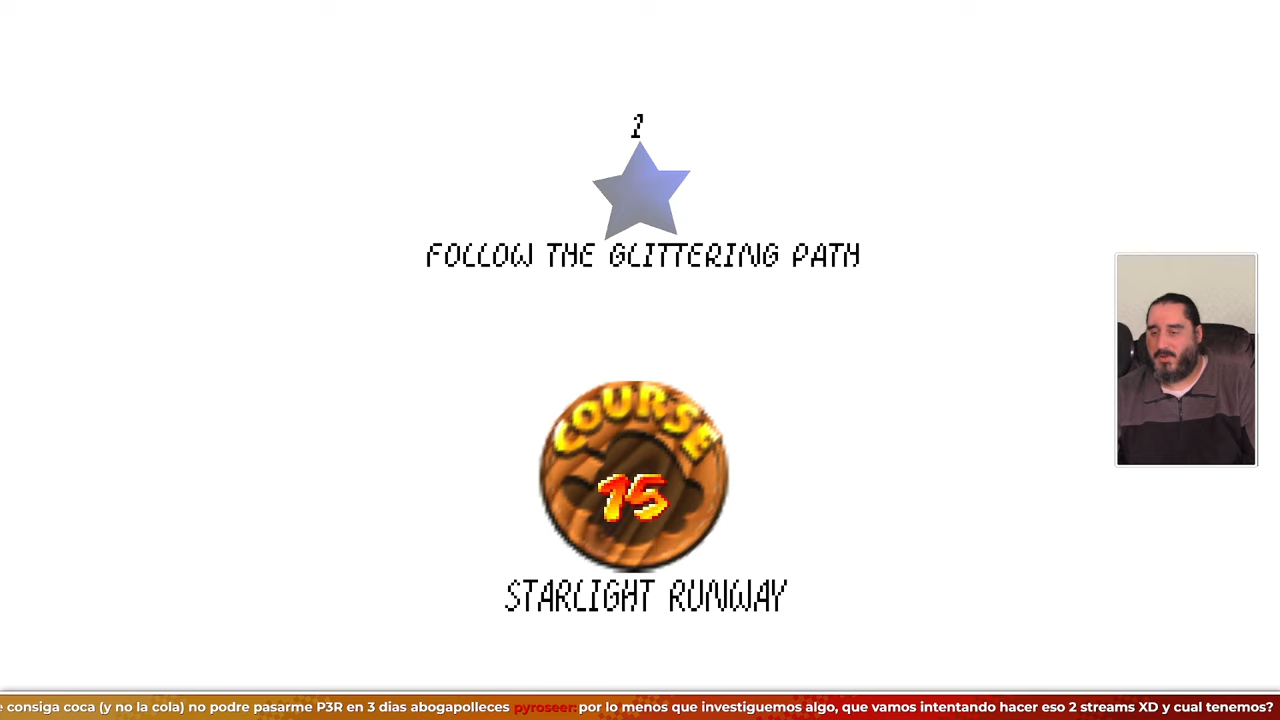 1
FOLLOW THE GLITTERING PATH
COURSE
15
STARLIGHT RUNWAY
e consiga coca (y no la cola) no podre pasarme P3R en 3 dias abogapolleces pyroseer: por lo menos que investiguemos algo, que vamos intentando hacer eso 2 streams XD y cual tenemos?